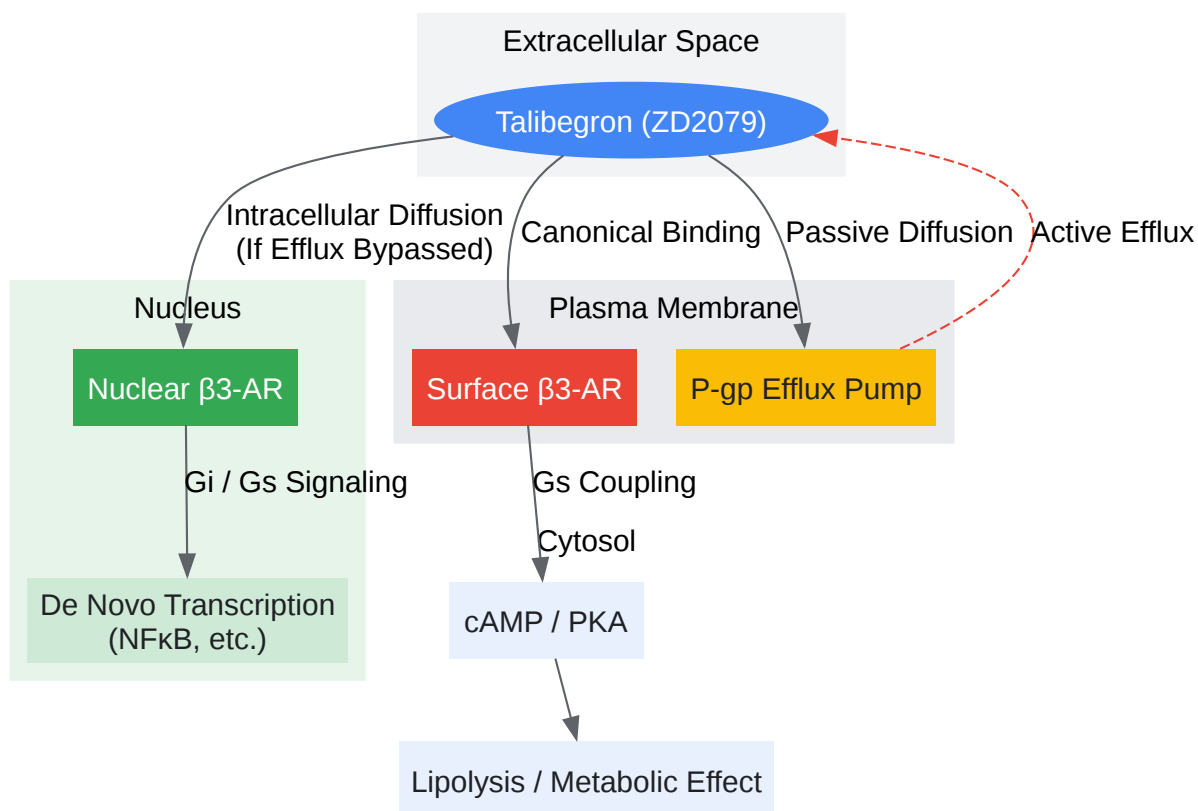 Extracellular Space
Talibegron (ZD2079)
Intracellular Diffusion
(If Efflux Bypassed)
Canonical Binding
Passive Diffusion
Active Efflux
Nucleus
Plasma Membrane
Nuclear β3-AR
Surface β3-AR
P-gp Efflux Pump
Gi / Gs Signaling
Gs Coupling
Cytosol
De Novo Transcription
(NFκB, etc.)
cAMP / PKA
Lipolysis / Metabolic Effect